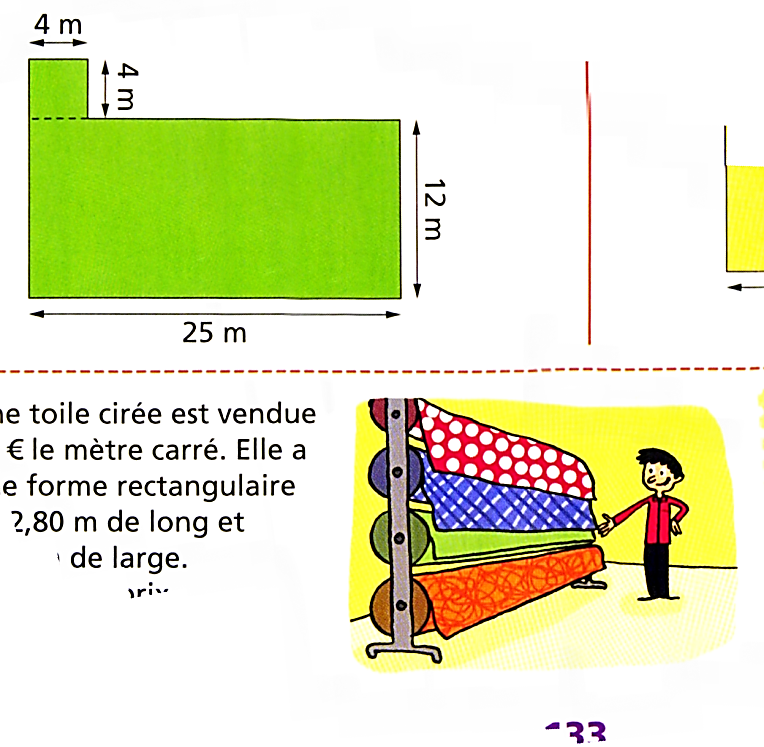 4 m
4 m
12 m
25 m
toile cirée est vendue
€ le mètre carré. Elle a
forme rectangulaire
2,80 m de long et
de large.